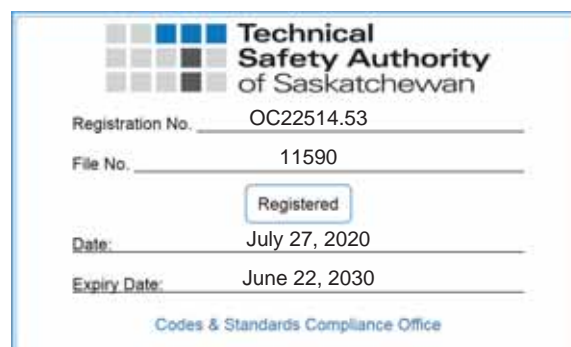 Technical
Safety Authority
of Saskatchewan
Registration No. OC22514.53
File No. 11590
Registered
Date: July 27, 2020
Expiry Date: June 22, 2030
Codes & Standards Compliance Office